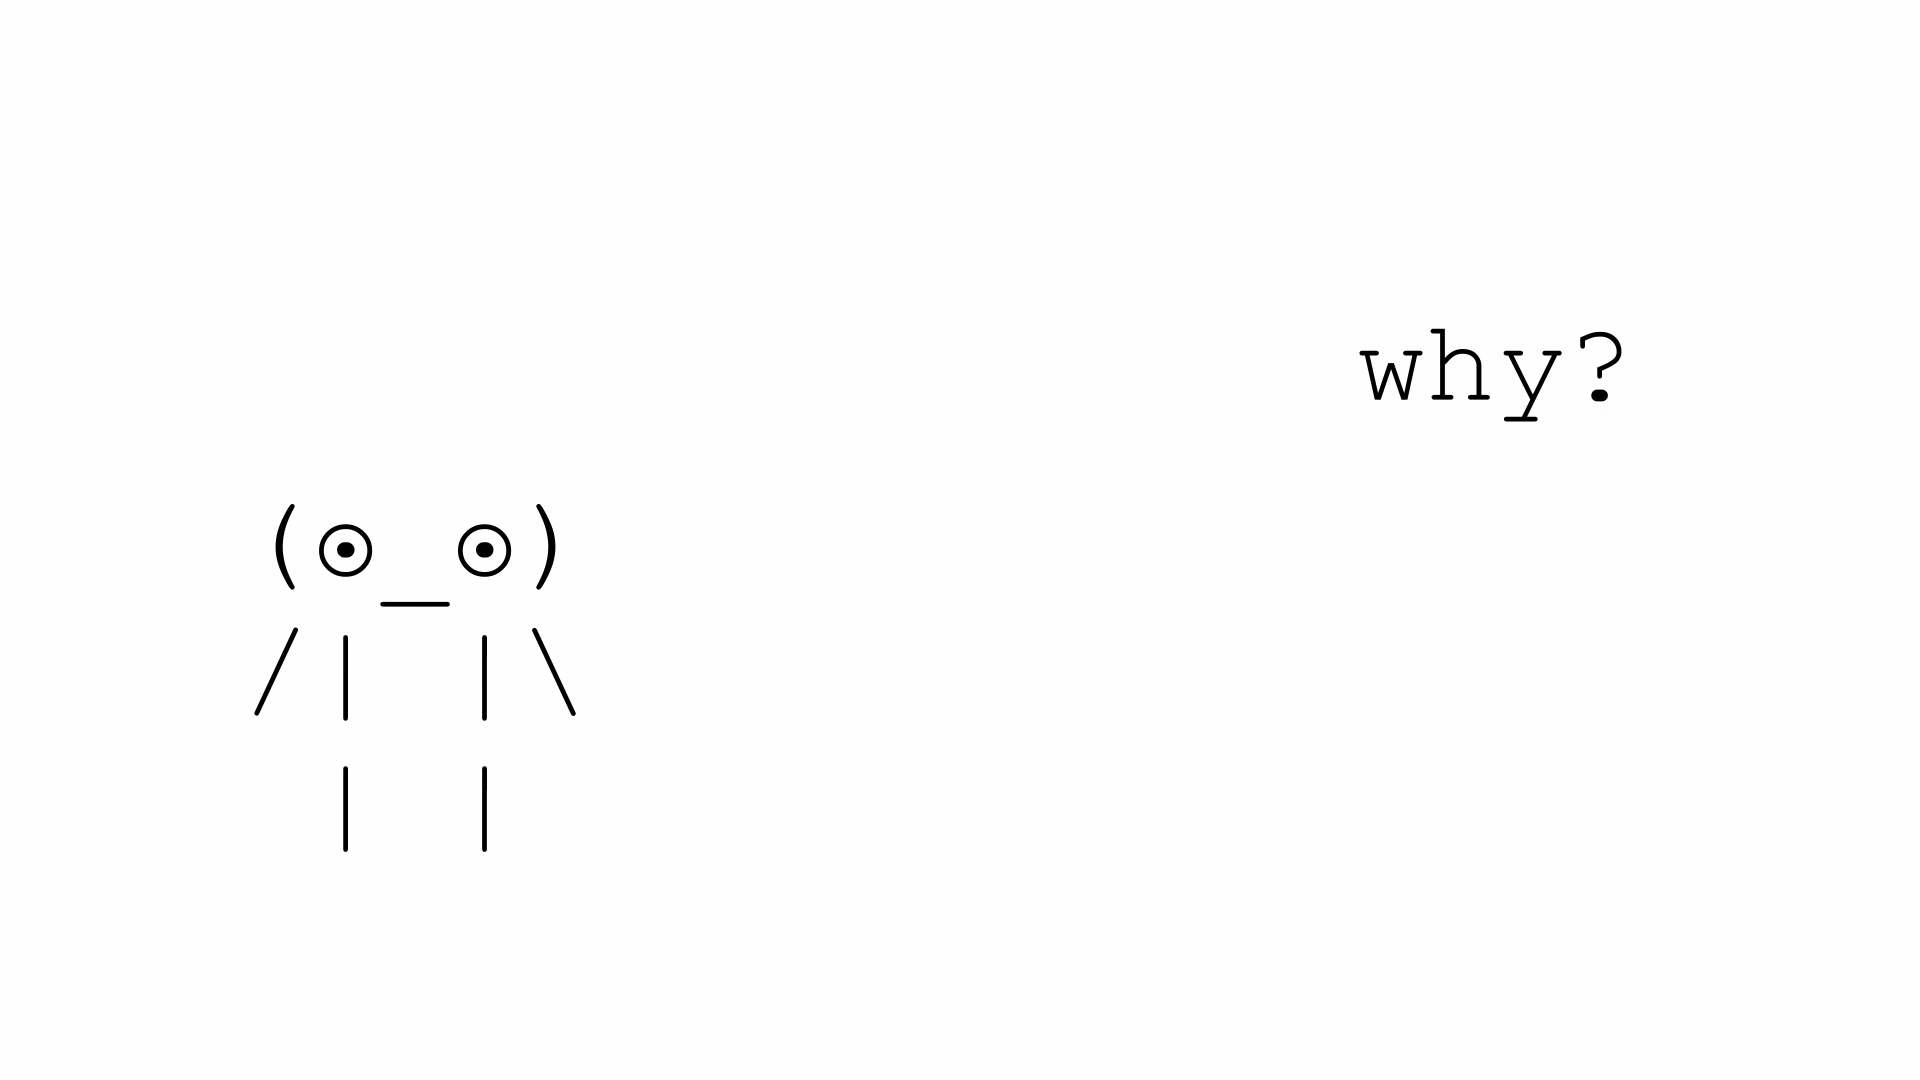 why?
(⊙_⊙)
/| |\
| |